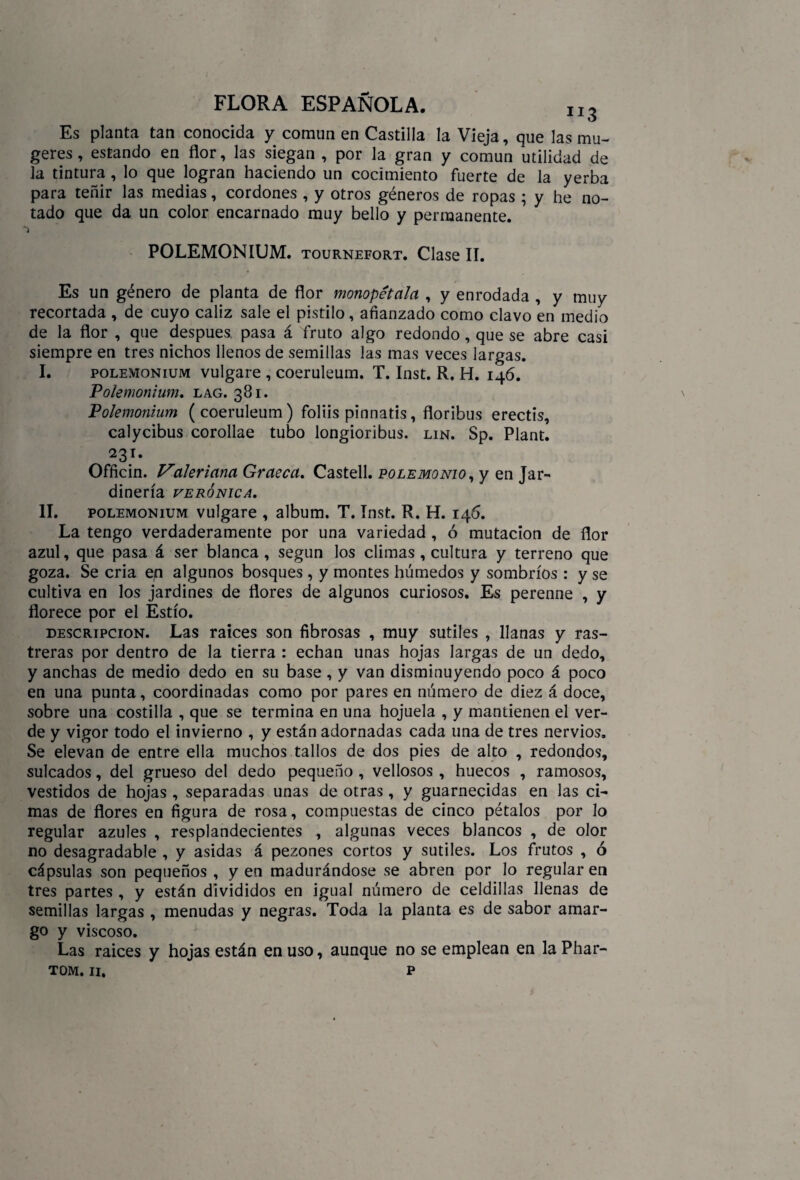 FLORA ESPAÑOLA.
113
Es planta tan conocida y comun en Castilla la Vieja, que las mu-
geres, estando en flor, las siegan , por la gran y comun utilidad de
la tintura , lo que logran haciendo un cocimiento fuerte de la yerba
para teñir las medias, cordones , y otros géneros de ropas ; y he no-
tado que da un color encarnado muy bello y permanente.
POLEMONIUM. TOURNEFORT. Clase II.
Es un género de planta de flor monopétala , y enrodada , y muy
recortada , de cuyo caliz sale el pistilo , afianzado como clavo en medio
de la flor , que despues pasa á fruto algo redondo , que se abre casi
siempre en tres nichos llenos de semillas las mas veces largas.
I. POLEMONIUM vulgare , coeruleum. T. Inst. R. H. 146.
Polemonium. LAG. 381.
Polemonium (coeruleum) foliis pinnatis, floribus erectis,
calycibus corollae tubo longioribus. LIN. Sp. Plant.
231.
Officin. Valeriana Graeca. Castell. POLEMONIO, y en Jar-
dinería VERÓNICA.
II. POLEMONIUM vulgare , album. T. Inst. R. H. 146.
La tengo verdaderamente por una variedad , ó mutacion de flor
azul, que pasa á ser blanca , segun los climas , cultura y terreno que
goza. Se cria en algunos bosques , y montes húmedos y sombríos : y se
cultiva en los jardines de flores de algunos curiosos. Es perenne , y
florece por el Estío.
DESCRIPCION. Las raices son fibrosas , muy sutiles , llanas y ras-
treras por dentro de la tierra : echan unas hojas largas de un dedo,
y anchas de medio dedo en su base , y van disminuyendo poco á poco
en una punta, coordinadas como por pares en número de diez á doce,
sobre una costilla , que se termina en una hojuela , y mantienen el ver-
de y vigor todo el invierno , y están adornadas cada una de tres nervios.
Se elevan de entre ella muchos tallos de dos pies de alto , redondos,
sulcados, del grueso del dedo pequeño , vellosos , huecos , ramosos,
vestidos de hojas , separadas unas de otras , y guarnecidas en las ci-
mas de flores en figura de rosa, compuestas de cinco pétalos por lo
regular azules , resplandecientes , algunas veces blancos , de olor
no desagradable , y asidas á pezones cortos y sutiles. Los frutos , ó
cápsulas son pequeños , y en madurándose se abren por lo regular en
tres partes , y están divididos en igual número de celdillas llenas de
semillas largas , menudas y negras. Toda la planta es de sabor amar-
go y viscoso.
Las raices y hojas están en uso, aunque no se emplean en la Phar-
TOM. II. P